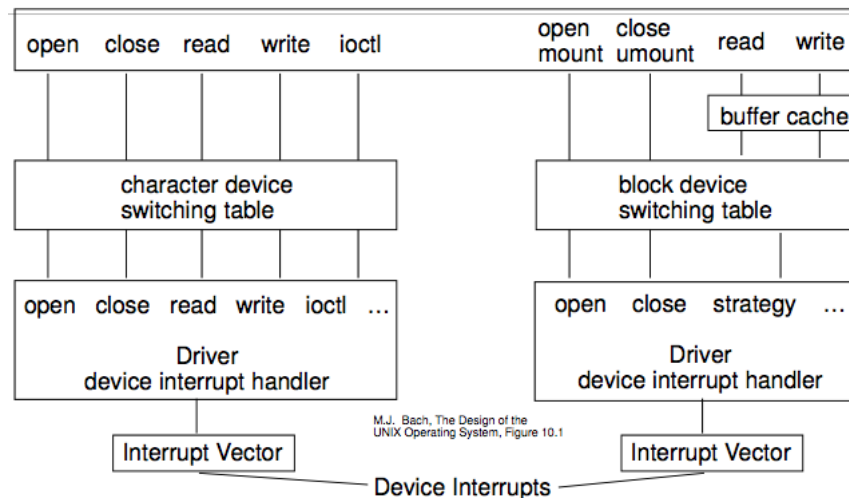 open close read write ioctl
open close read write
mount umount
buffer cache
character device
switching table
block device
switching table
open close read write ioctl ...
Driver
device interrupt handler
open close strategy ...
Driver
device interrupt handler
M.J. Bach, The Design of the
UNIX Operating System, Figure 10.1
Interrupt Vector
Interrupt Vector
Device Interrupts